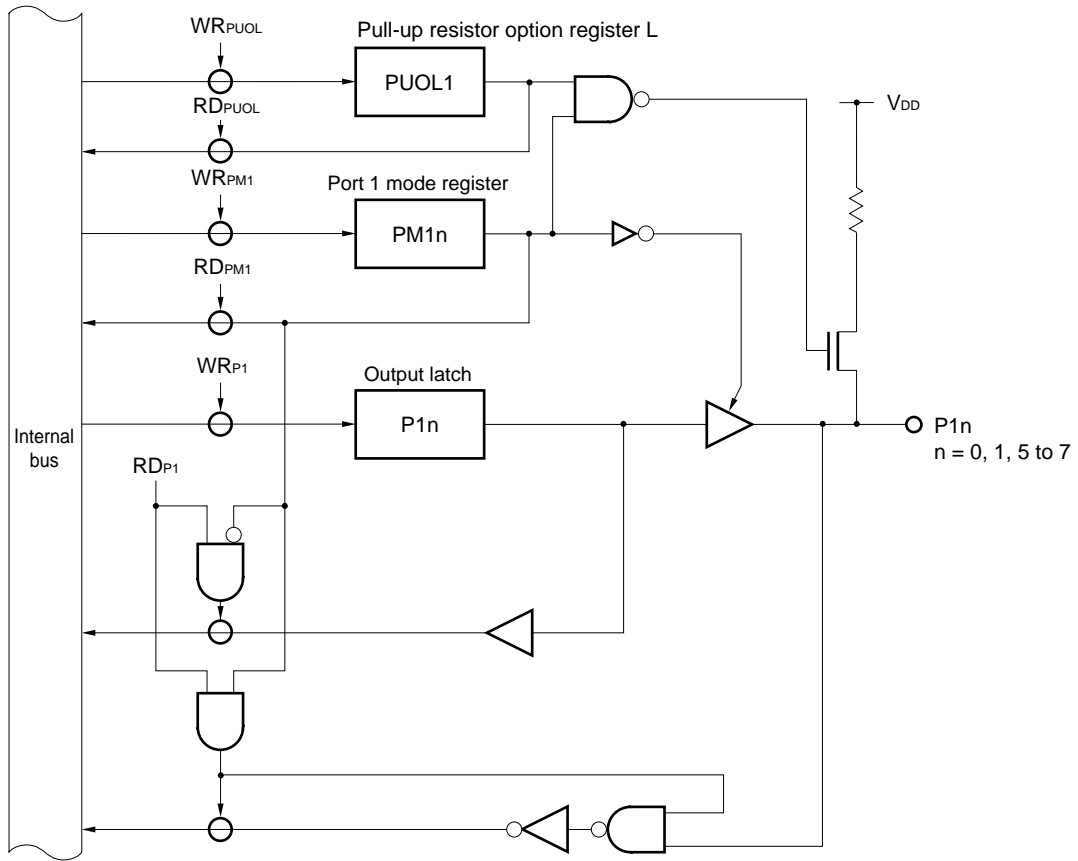 WRPUOL
Pull-up resistor option register L
PUOL1
RDPUOL
VDD
WRPM1
Port 1 mode register
PM1n
RDPM1
WRP1
Output latch
P1n
Internal
bus
P1n
n = 0, 1, 5 to 7
RDP1